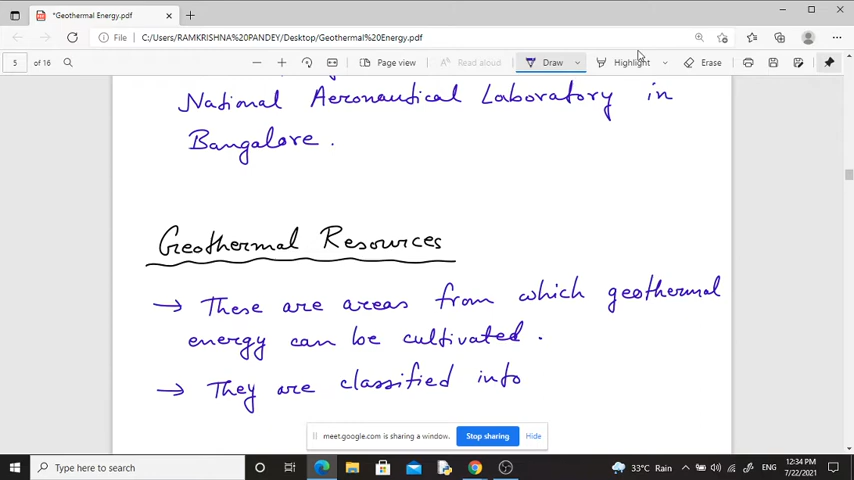 *Geothermal Energy.pdf
File
C:/Users/RAMKRISHNA%20PANDEY/Desktop/Geothermal%20Energy.pdf
5 of 16
Page view
Read aloud
Draw
Highlight
Erase
National Aeronautical Laboratory in
Bangalore.
Geothermal Resources
→ These are areas from which geothermal
energy can be cultivated.
→ They are classified into
meet.google.com is sharing a window.
Stop sharing
Hide
Type here to search
33°C Rain
ENG
12:34 PM
7/22/2021